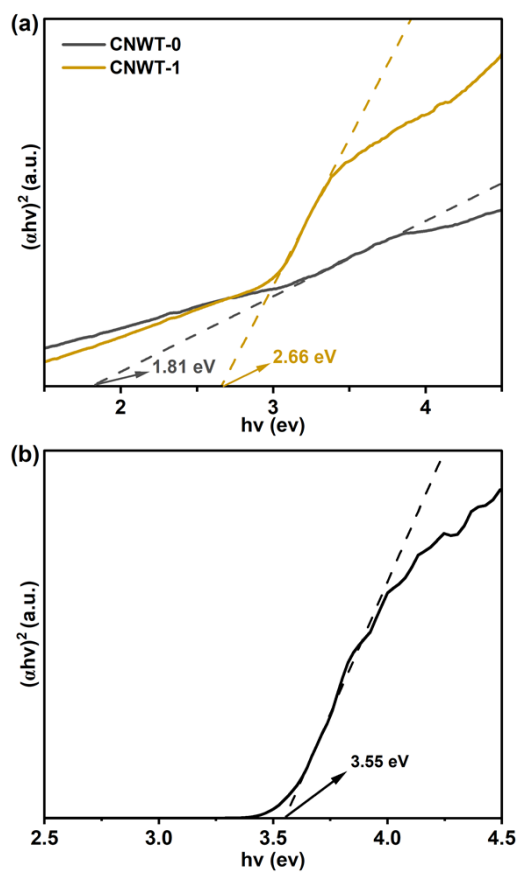 (a)
CNWT-0
CNWT-1
(αhν)² (a.u.)
1.81 eV
2.66 eV
2
3
4
hν (ev)
(b)
(αhν)² (a.u.)
3.55 eV
2.5
3.0
3.5
4.0
4.5
hν (ev)